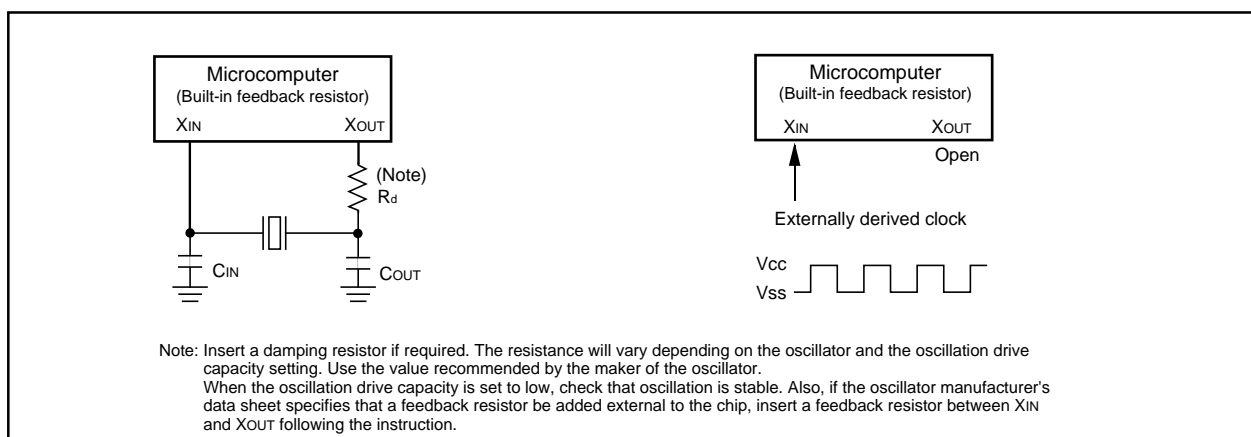 Microcomputer
(Built-in feedback resistor)
XIN XOUT
(Note)
Rd
CIN
COUT
Microcomputer
(Built-in feedback resistor)
XIN XOUT
Open
Externally derived clock
Vcc
Vss
Note: Insert a damping resistor if required. The resistance will vary depending on the oscillator and the oscillation drive
capacity setting. Use the value recommended by the maker of the oscillator.
When the oscillation drive capacity is set to low, check that oscillation is stable. Also, if the oscillator manufacturer's
data sheet specifies that a feedback resistor be added external to the chip, insert a feedback resistor between XIN
and XOUT following the instruction.